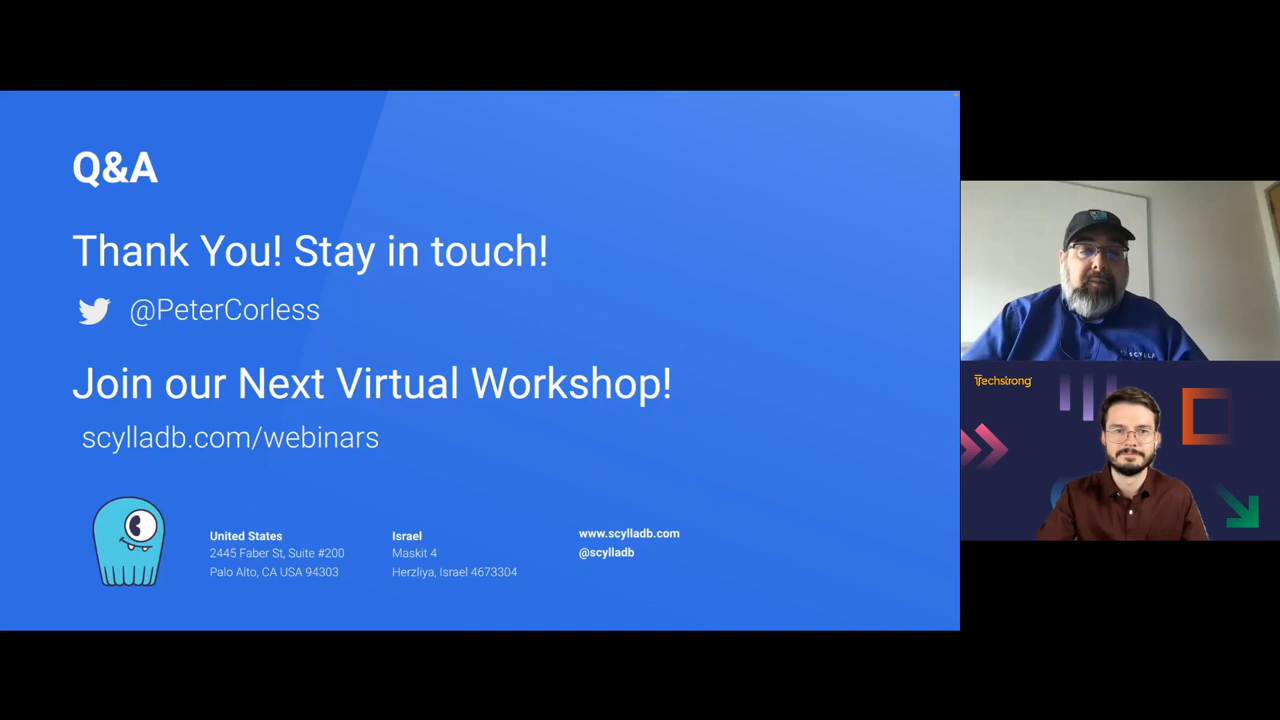 Q&A
Thank You! Stay in touch!
@PeterCorless
Join our Next Virtual Workshop!
scylladb.com/webinars
United States
2445 Faber St, Suite #200
Palo Alto, CA USA 94303
Israel
Maskit 4
Herzliya, Israel 4673304
www.scylladb.com
@scylladb
SCYLLA
Techstrong